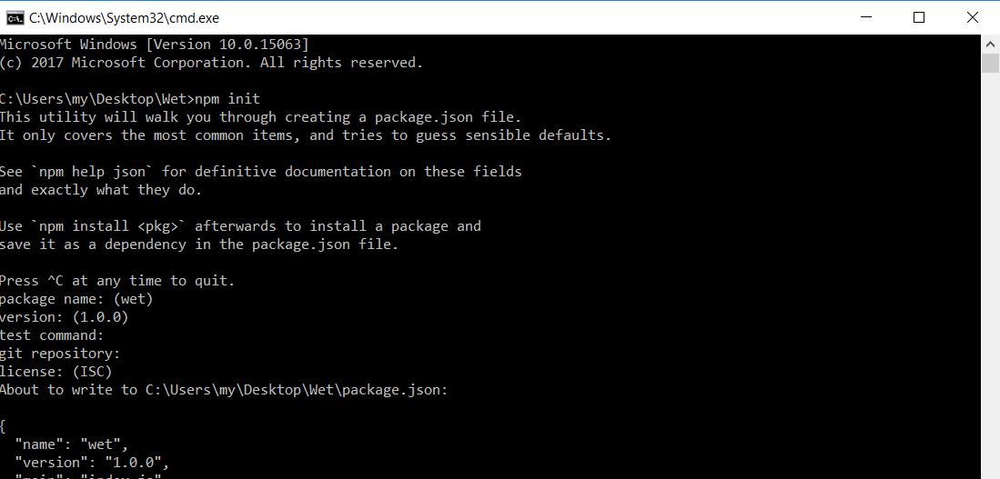 C:\Windows\System32\cmd.exe
Microsoft Windows [Version 10.0.15063]
(c) 2017 Microsoft Corporation. All rights reserved.
C:\Users\my\Desktop\Wet>npm init
This utility will walk you through creating a package.json file.
It only covers the most common items, and tries to guess sensible defaults.
See `npm help json` for definitive documentation on these fields
and exactly what they do.
Use `npm install <pkg>` afterwards to install a package and
save it as a dependency in the package.json file.
Press ^C at any time to quit.
package name: (wet)
version: (1.0.0)
test command:
git repository:
license: (ISC)
About to write to C:\Users\my\Desktop\Wet\package.json:
{
"name": "wet",
"version": "1.0.0",
"main": "index.js"